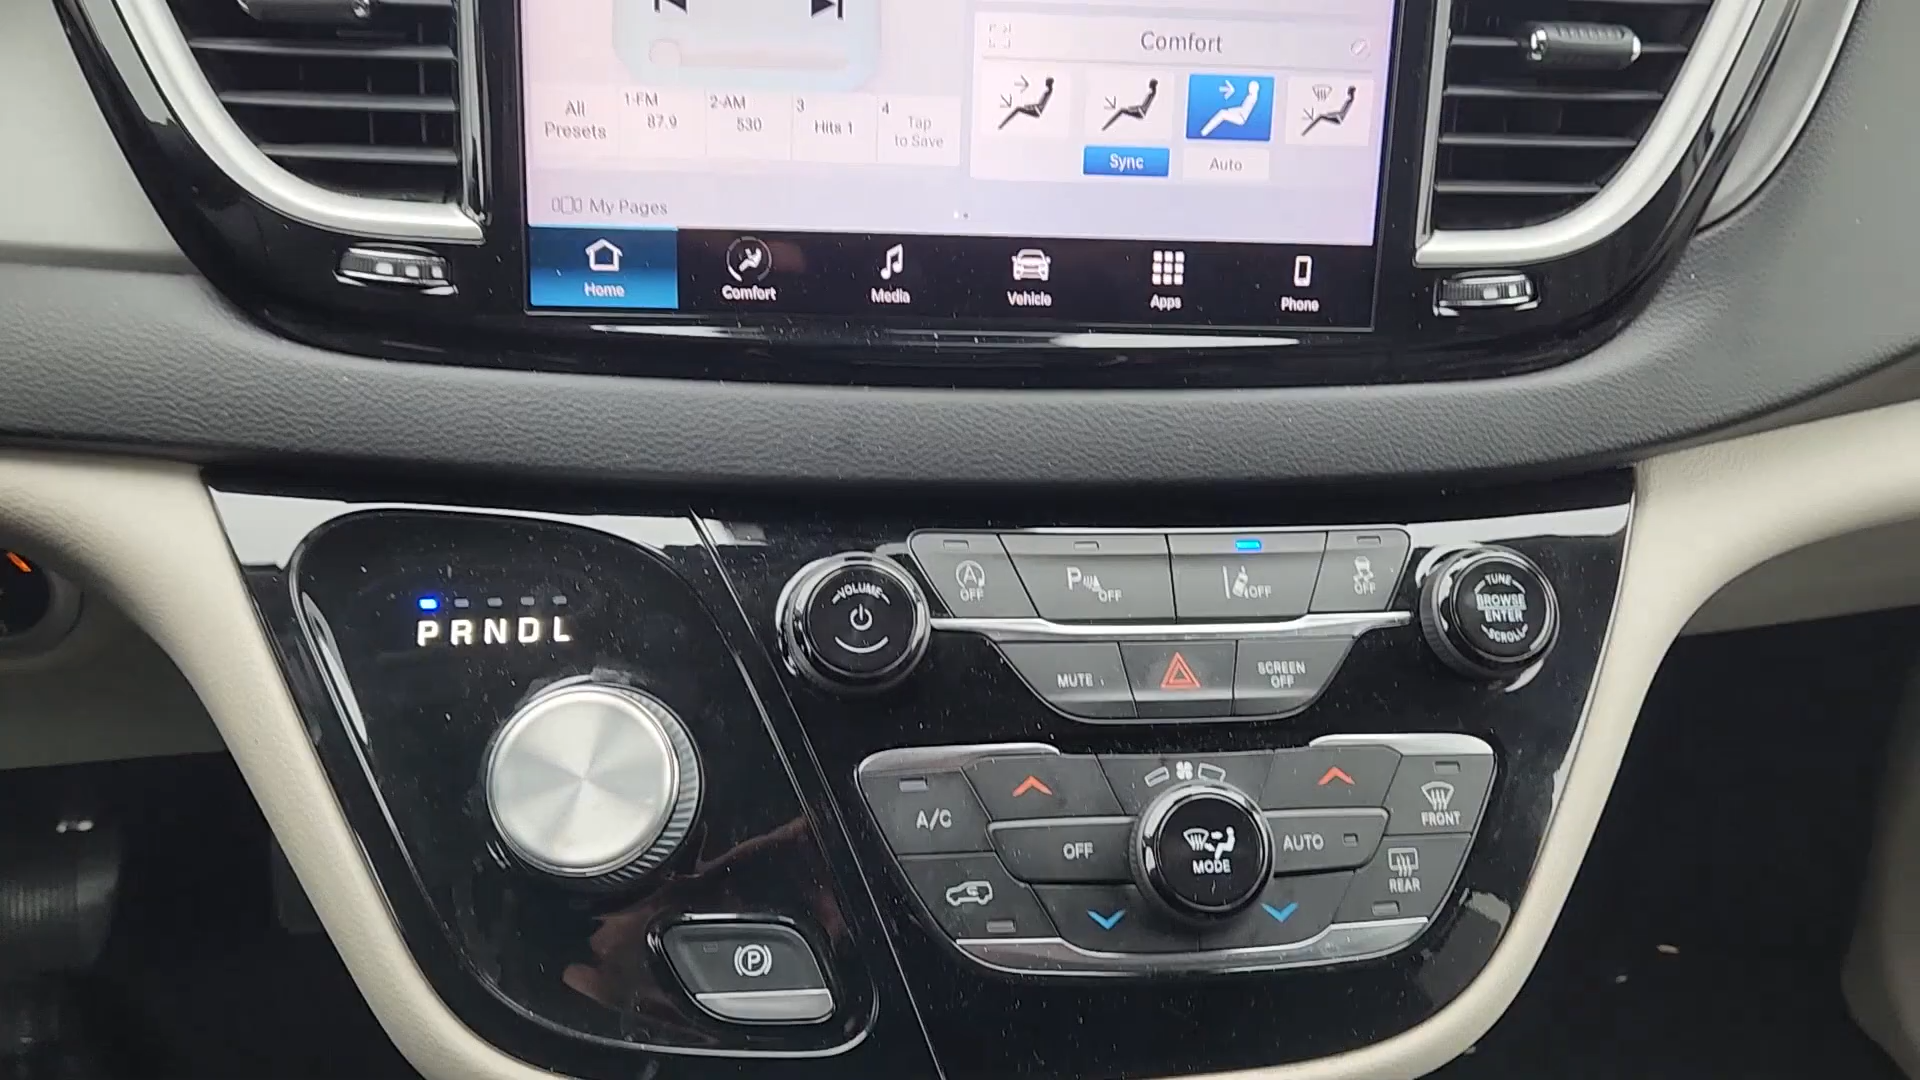 Comfort
All
Presets
1-FM
87.9
2-AM
530
3
Hits 1
4
Tap
to Save
Sync
Auto
My Pages
Home
Comfort
Media
Vehicle
Apps
Phone
P R N D L
VOLUME
A
OFF
P OFF
OFF
OFF
TUNE
BROWSE
ENTER
SCROLL
MUTE
SCREEN
OFF
A/C
OFF
MODE
AUTO
FRONT
REAR
P